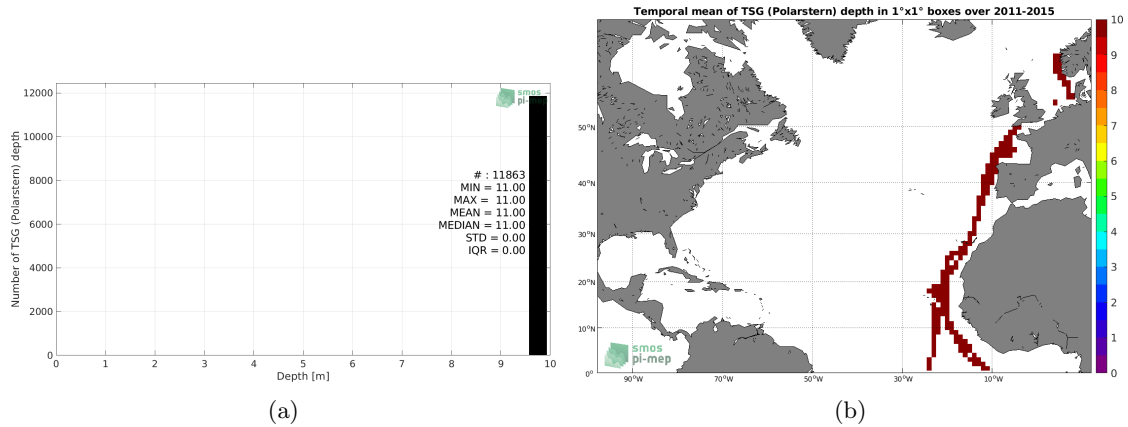 12000
10000
8000
6000
4000
2000
0
Number of TSG (Polarstern) depth
smos
pi-mep
# : 11863
MIN = 11.00
MAX = 11.00
MEAN = 11.00
MEDIAN = 11.00
STD = 0.00
IQR = 0.00
0 1 2 3 4 5 6 7 8 9 10
Depth [m]
(a)
Temporal mean of TSG (Polarstern) depth in 1°x1° boxes over 2011-2015
50°N
40°N
30°N
20°N
10°N
0°
90°W 70°W 50°W 30°W 10°W
smos
pi-mep
10
9
8
7
6
5
4
3
2
1
0
(b)